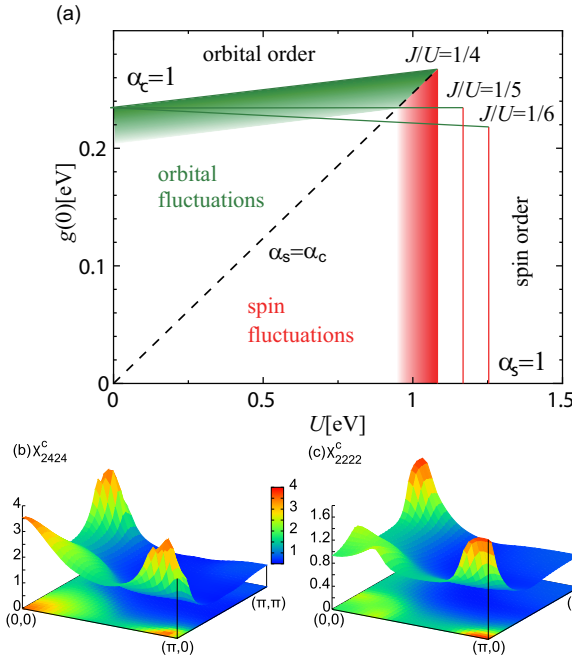 (a)
orbital order
J/U=1/4
α_c=1
J/U=1/5
J/U=1/6
0.2
orbital
fluctuations
g(0)[eV]
α_s=α_c
spin order
0.1
spin
fluctuations
α_s=1
0
0
0.5
1
1.5
U[eV]
(b) χ^c_2424
(c) χ^c_2222
4
3
2
1
0
4
3
2
1
1.6
1.2
0.8
0.4
0
(0,0)
(π,0)
(π,π)
(0,0)
(π,0)